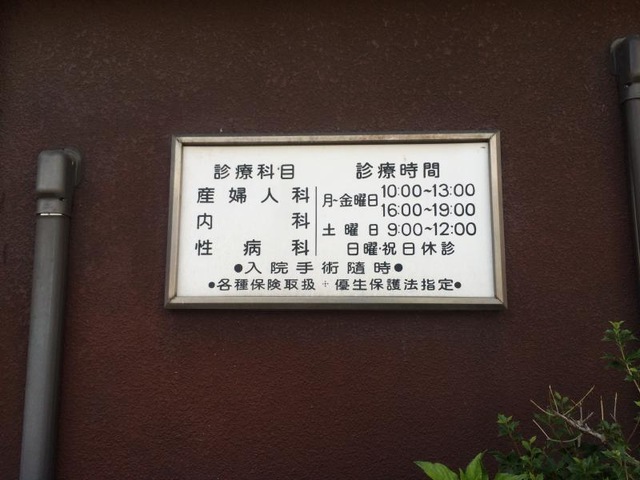 診療科目 診療時間
産婦人科 月・金曜日 10:00~13:00
内科 16:00~19:00
性病科 土曜日 9:00~12:00
日曜・祝日休診
●入院手術随時●
●各種保険取扱＋優生保護法指定●